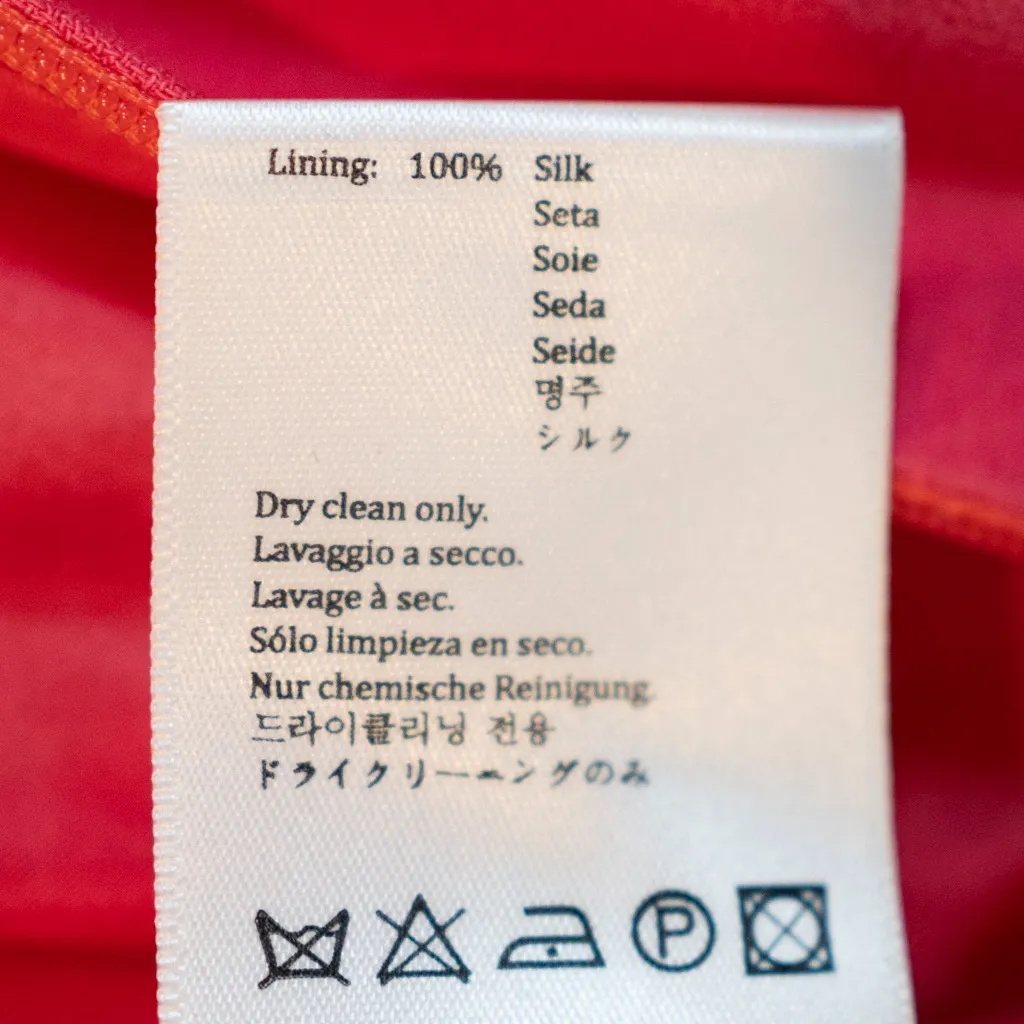 Lining: 100% Silk
Seta
Soie
Seda
Seide
명주
シルク
Dry clean only.
Lavaggio a secco.
Lavage à sec.
Sólo limpieza en seco.
Nur chemische Reinigung.
드라이클리닝 전용
ドライクリーニングのみ
P